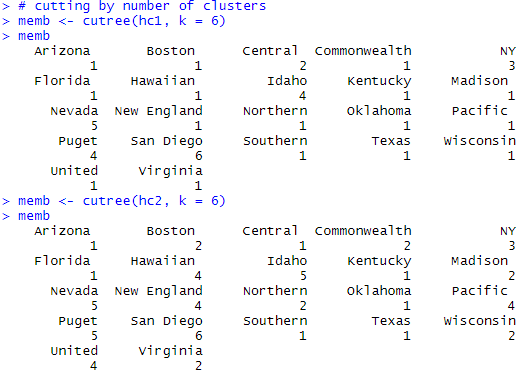 > # cutting by number of clusters
> memb <- cutree(hc1, k = 6)
> memb
Arizona Boston Central Commonwealth NY
1 1 2 1 3
Florida Hawaiian Idaho Kentucky Madison
1 1 4 1 1
Nevada New England Northern Oklahoma Pacific
5 1 1 1 1
Puget San Diego Southern Texas Wisconsin
4 6 1 1 1
United Virginia
1 1
> memb <- cutree(hc2, k = 6)
> memb
Arizona Boston Central Commonwealth NY
1 2 1 2 3
Florida Hawaiian Idaho Kentucky Madison
1 4 5 1 2
Nevada New England Northern Oklahoma Pacific
5 4 2 1 4
Puget San Diego Southern Texas Wisconsin
5 6 1 1 2
United Virginia
4 2